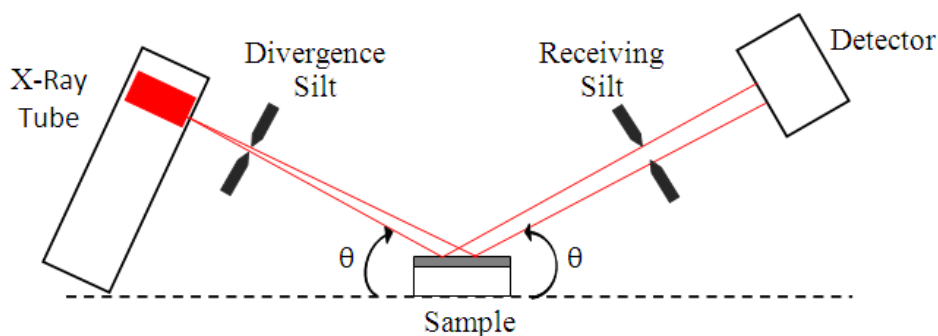 X-Ray
Tube
Divergence
Silt
Receiving
Silt
Detector
θ
θ
Sample